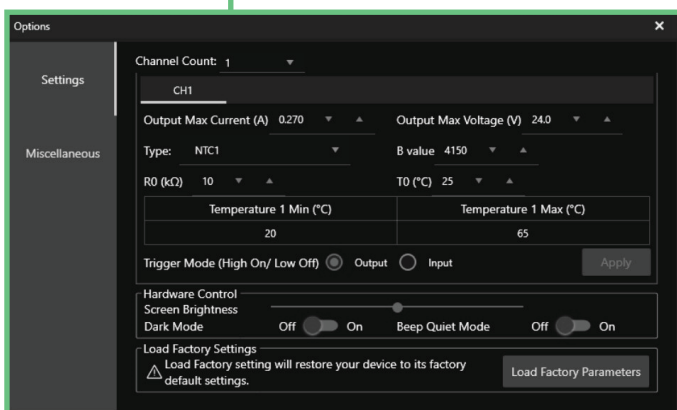 Options
Settings
Miscellaneous
Channel Count: 1
CH1
Output Max Current (A) 0.270 Output Max Voltage (V) 24.0
Type: NTC1 B value 4150
R0 (kΩ) 10 T0 (°C) 25
Temperature 1 Min (°C) Temperature 1 Max (°C)
20 65
Trigger Mode (High On/ Low Off) Output Input Apply
Hardware Control
Screen Brightness
Dark Mode Off On Beep Quiet Mode Off On
Load Factory Settings
Load Factory setting will restore your device to its factory
default settings.
Load Factory Parameters